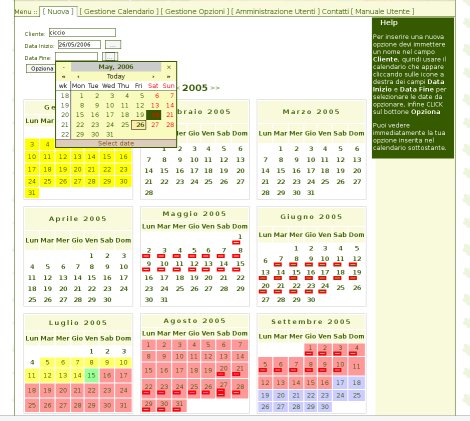 Menu :: [ Nuova ] [ Gestione Calendario ] [ Gestione Opzioni ] [ Amministrazione Utenti ] Contatti [ Manuale Utente ]
Cliente: ciccio
Data Inizio: 26/05/2006 ...
Data Fine: ...
Opziona
- May, 2006 ×
« ‹ Today › »
wk Mon Tue Wed Thu Fri Sat Sun
18 1 2 3 4 5 6 7
19 8 9 10 11 12 13 14
20 15 16 17 18 19 21
21 22 23 24 25 26 27 28
22 29 30 31
Select date
2005 >>
Help
Per inserire una nuova
opzione devi immettere
un nome nel campo
Cliente, quindi usare il
calendario che appare
cliccando sulle icone a
destra dei campi Data
Inizio e Data Fine per
selezionare le date da
opzionare, infine CLICK
sul bottone Opziona
Puoi vedere
immediatamente la tua
opzione inserita nel
calendario sottostante.
Ge
3 4
10 11 12 13 14 15 16
17 18 19 20 21 22 23
24 25 26 27 28 29 30
31
braio 2005
Mer Gio Ven Sab Dom
1 2 3 4 5 6
7 8 9 10 11 12 13
14 15 16 17 18 19 20
21 22 23 24 25 26 27
28
Marzo 2005
Lun Mar Mer Gio Ven Sab Dom
1 2 3 4 5 6
7 8 9 10 11 12 13
14 15 16 17 18 19 20
21 22 23 24 25 26 27
28 29 30 31
Aprile 2005
Lun Mar Mer Gio Ven Sab Dom
1 2 3
4 5 6 7 8 9 10
11 12 13 14 15 16 17
18 19 20 21 22 23 24
25 26 27 28 29 30
Maggio 2005
Lun Mar Mer Gio Ven Sab Dom
1
2 3 4 5 6 7 8
9 10 11 12 13 14 15
16 17 18 19 20 21 22
23 24 25 26 27 28 29
30 31
Giugno 2005
Lun Mar Mer Gio Ven Sab Dom
1 2 3 4 5
6 7 8 9 10 11 12
13 14 15 16 17 18 19
20 21 22 23 24 25 26
27 28 29 30
Luglio 2005
Lun Mar Mer Gio Ven Sab Dom
1 2 3
4 5 6 7 8 9 10
11 12 13 14 15 16 17
18 19 20 21 22 23 24
25 26 27 28 29 30 31
Agosto 2005
Lun Mar Mer Gio Ven Sab Dom
1 2 3 4 5 6 7
8 9 10 11 12 13 14
15 16 17 18 19 20 21
22 23 24 25 26 27 28
29 30 31
Settembre 2005
Lun Mar Mer Gio Ven Sab Dom
1 2 3 4
5 6 7 8 9 10 11
12 13 14 15 16 17 18
19 20 21 22 23 24 25
26 27 28 29 30